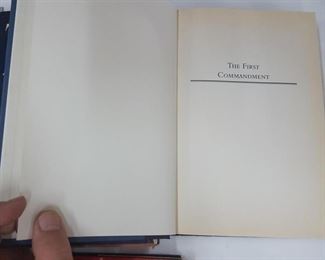 The First
Commandment